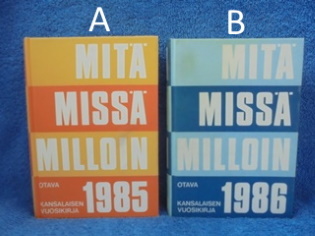 A
MITÄ
MISSÄ
MILLOIN
OTAVA
KANSALAISEN
VUOSIKIRJA
1985
B
MITÄ
MISSÄ
MILLOIN
OTAVA
KANSALAISEN
VUOSIKIRJA
1986